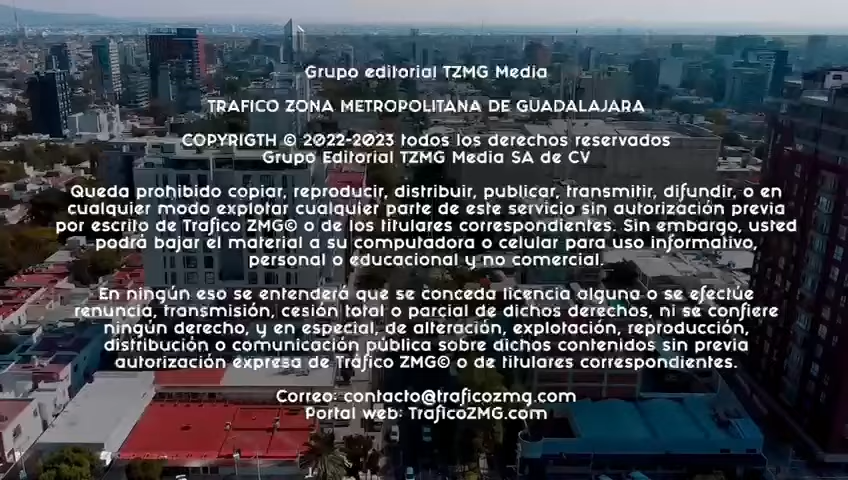 Grupo editorial TZMG Media
TRAFICO ZONA METROPOLITANA DE GUADALAJARA
COPYRIGTH © 2022-2023 todos los derechos reservados
Grupo Editorial TZMG Media SA de CV
Queda prohibido copiar, reproducir, distribuir, publicar, transmitir, difundir, o en
cualquier modo explotar cualquier parte de este servicio sin autorización previa
por escrito de Trafico ZMG© o de los titulares correspondientes. Sin embargo, usted
podrá bajar el material a su computadora o celular para uso informativo,
personal o educacional y no comercial.
En ningún eso se entenderá que se conceda licencia alguna o se efectúe
renuncia, transmisión, cesión total o parcial de dichos derechos, ni se confiere
ningún derecho, y en especial, de alteración, explotación, reproducción,
distribución o comunicación pública sobre dichos contenidos sin previa
autorización expresa de Tráfico ZMG© o de titulares correspondientes.
Correo: contacto@traficozmg.com
Portal web: TraficoZMG.com